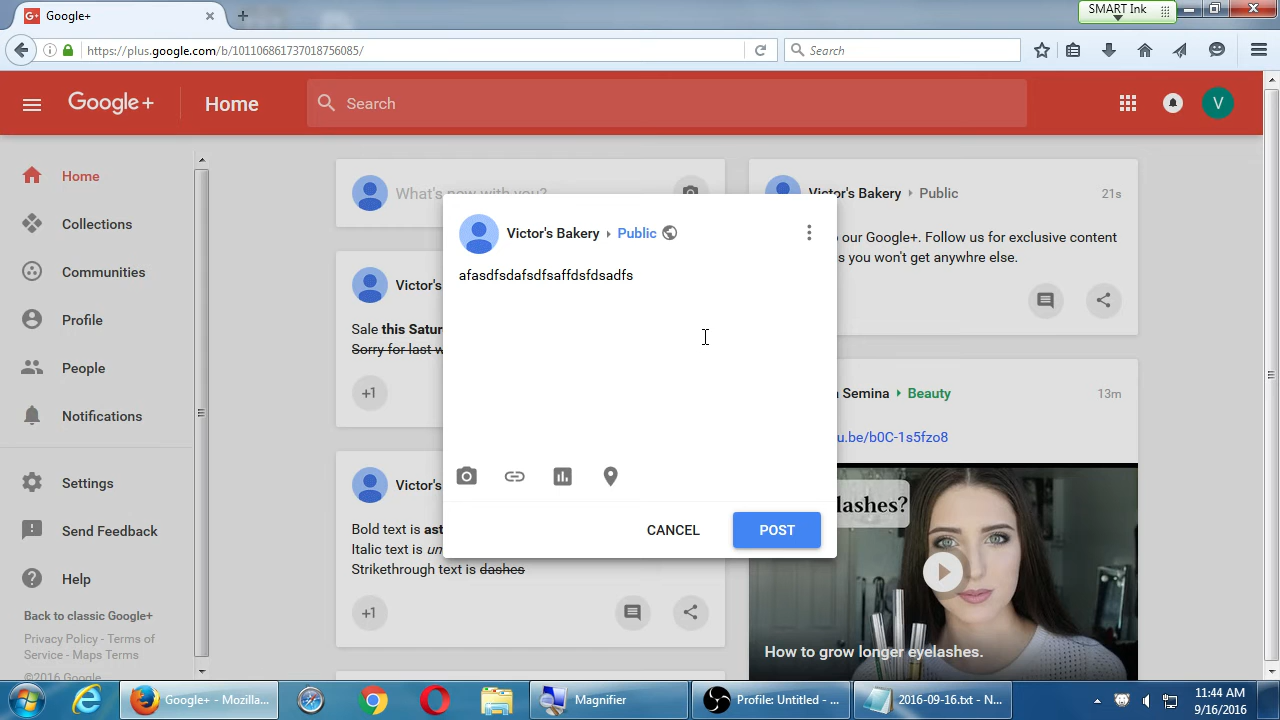 Google+
SMART Ink
https://plus.google.com/b/101106861737018756085/
Search
Google+
Home
Search
V
Home
Collections
Communities
Profile
People
Notifications
Settings
Send Feedback
Help
Back to classic Google+
Privacy Policy - Terms of
Service - Maps Terms
©2016 Google
What's new with you?
Victor's
Sale this Satur
Sorry for last w
+1
Victor's
Bold text is ast
Italic text is un
Strikethrough text is dashes
+1
Victor's Bakery Public
afasdfsdafsdfsaffdsfdsadfs
CANCEL
POST
Victor's Bakery Public 21s
our Google+. Follow us for exclusive content
s you won't get anywhre else.
Semina Beauty 13m
u.be/b0C-1s5fzo8
lashes?
How to grow longer eyelashes.
Google+ - Mozilla...
Magnifier
Profile: Untitled - ...
2016-09-16.txt - N...
11:44 AM
9/16/2016